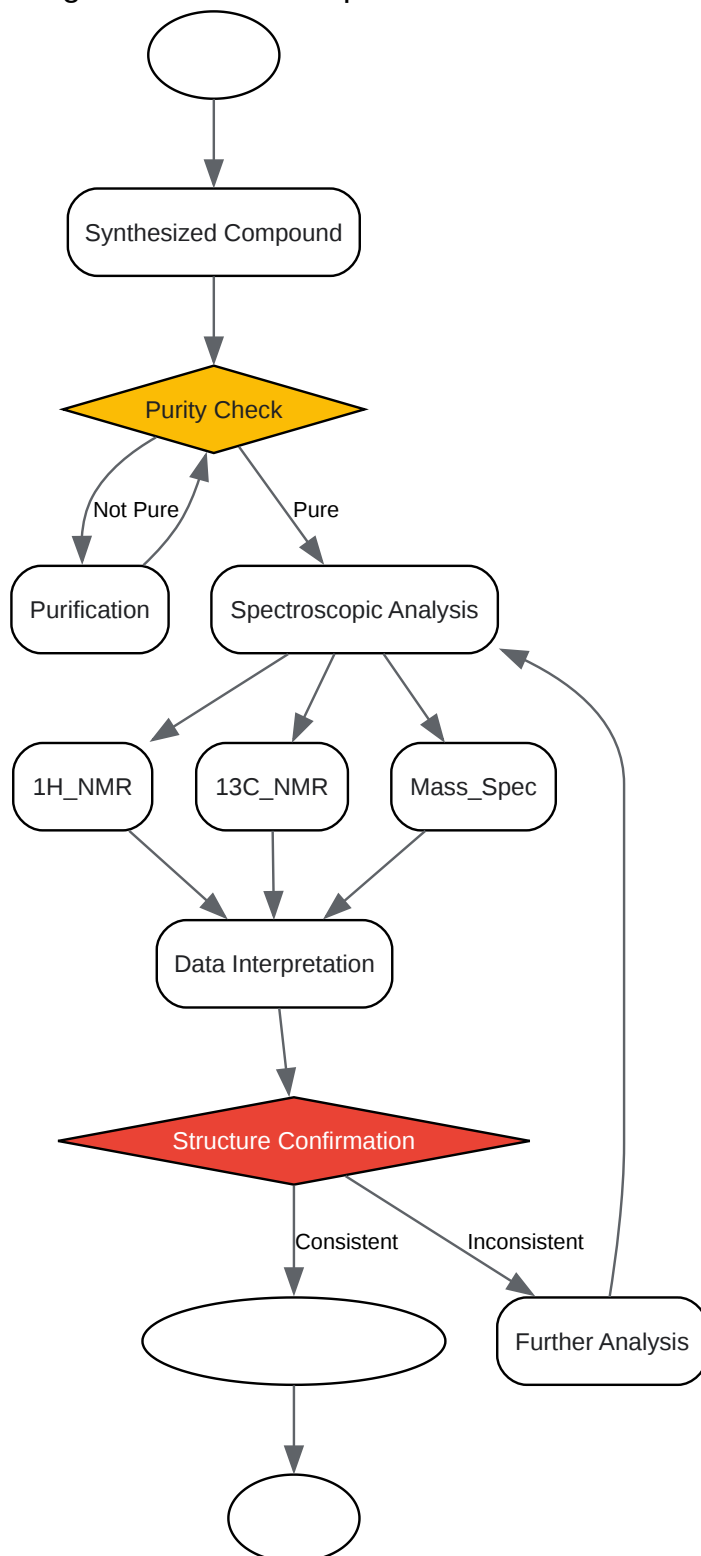 Synthesized Compound
Purity Check
Not Pure
Pure
Purification
Spectroscopic Analysis
1H_NMR
13C_NMR
Mass_Spec
Data Interpretation
Structure Confirmation
Consistent
Inconsistent
Further Analysis